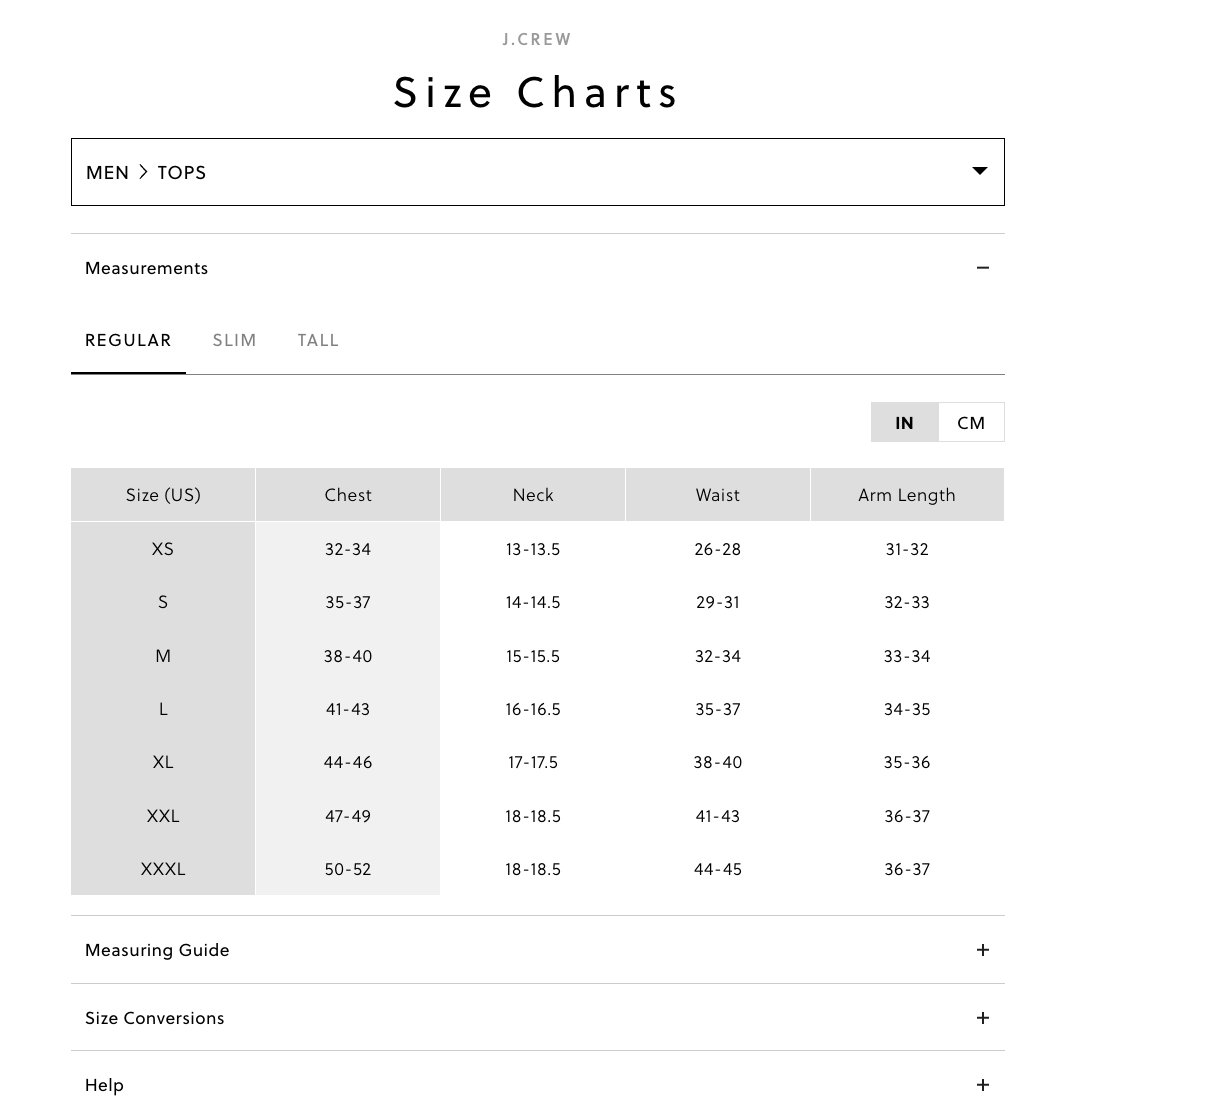 J.CREW
Size Charts
MEN > TOPS
Measurements
REGULAR SLIM TALL
IN CM
Size (US) Chest Neck Waist Arm Length
XS 32-34 13-13.5 26-28 31-32
S 35-37 14-14.5 29-31 32-33
M 38-40 15-15.5 32-34 33-34
L 41-43 16-16.5 35-37 34-35
XL 44-46 17-17.5 38-40 35-36
XXL 47-49 18-18.5 41-43 36-37
XXXL 50-52 18-18.5 44-45 36-37
Measuring Guide +
Size Conversions +
Help +